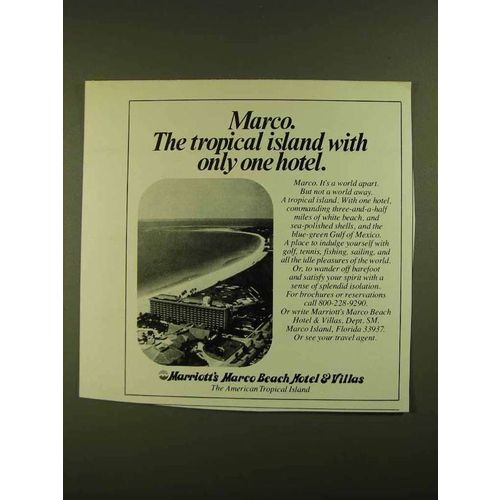 Marco.
The tropical island with
only one hotel.
Marco. It's a world apart.
But not a world away.
A tropical island. With one hotel,
commanding three-and-a-half
miles of white beach, and
sea-polished shells, and the
blue-green Gulf of Mexico.
A place to indulge yourself with
golf, tennis, fishing, sailing, and
all the idle pleasures of the world.
Or, to wander off barefoot
and satisfy your spirit with a
sense of splendid isolation.
For brochures or reservations
call 800-228-9290.
Or write Marriott's Marco Beach
Hotel & Villas, Dept. SM,
Marco Island, Florida 33937.
Or see your travel agent.
Marriott's Marco Beach Hotel & Villas
The American Tropical Island